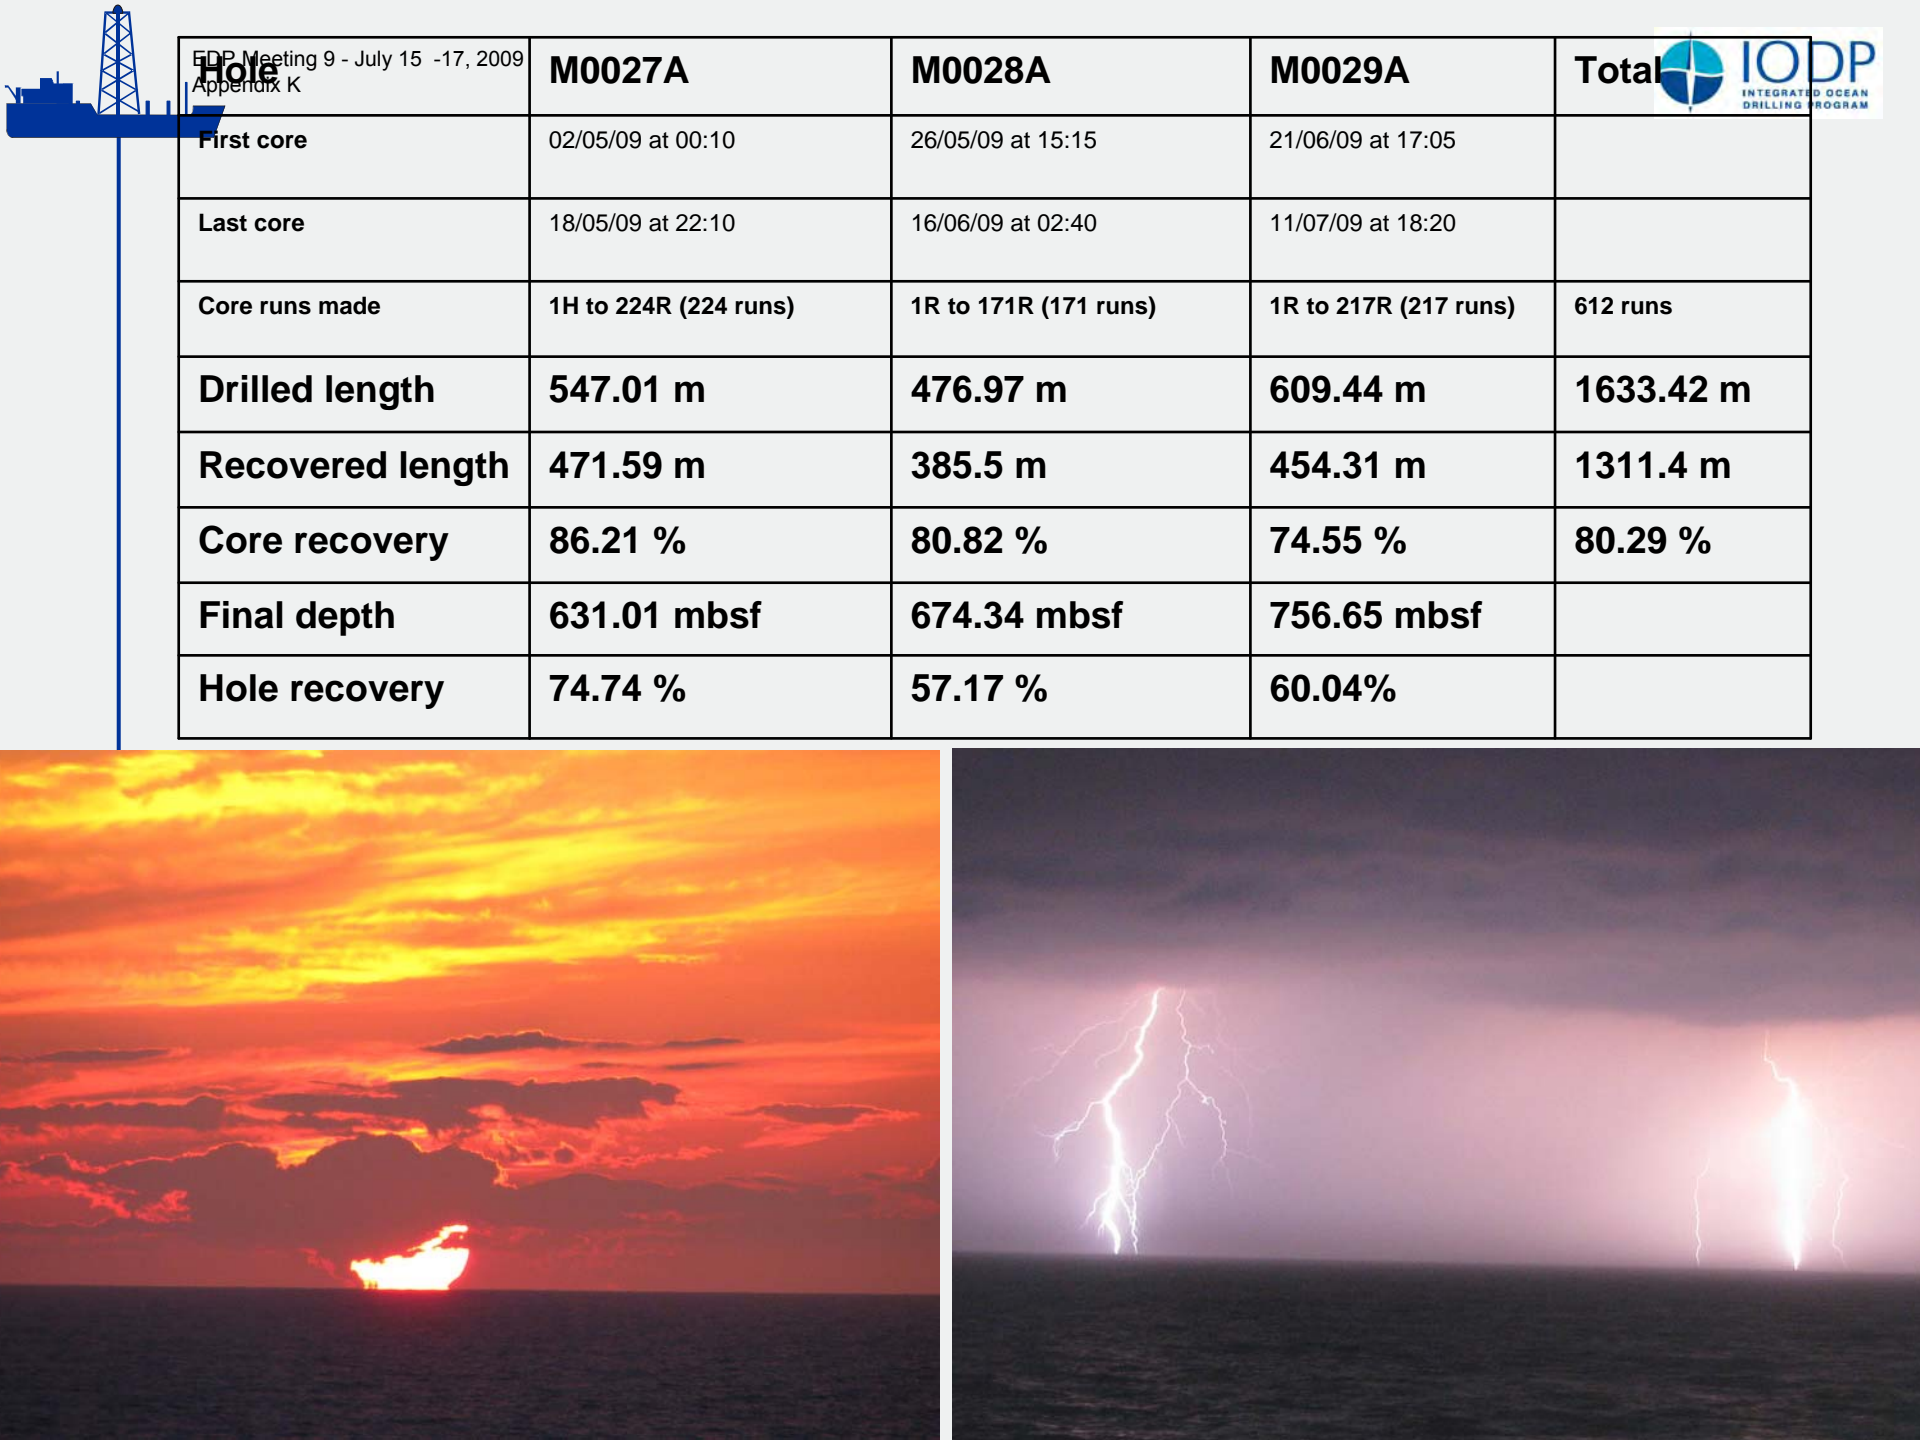 EDP Meeting 9 - July 15 -17, 2009
Appendix K
IODP
INTEGRATED OCEAN
DRILLING PROGRAM
Hole M0027A M0028A M0029A Total
First core 02/05/09 at 00:10 26/05/09 at 15:15 21/06/09 at 17:05
Last core 18/05/09 at 22:10 16/06/09 at 02:40 11/07/09 at 18:20
Core runs made 1H to 224R (224 runs) 1R to 171R (171 runs) 1R to 217R (217 runs) 612 runs
Drilled length 547.01 m 476.97 m 609.44 m 1633.42 m
Recovered length 471.59 m 385.5 m 454.31 m 1311.4 m
Core recovery 86.21 % 80.82 % 74.55 % 80.29 %
Final depth 631.01 mbsf 674.34 mbsf 756.65 mbsf
Hole recovery 74.74 % 57.17 % 60.04%